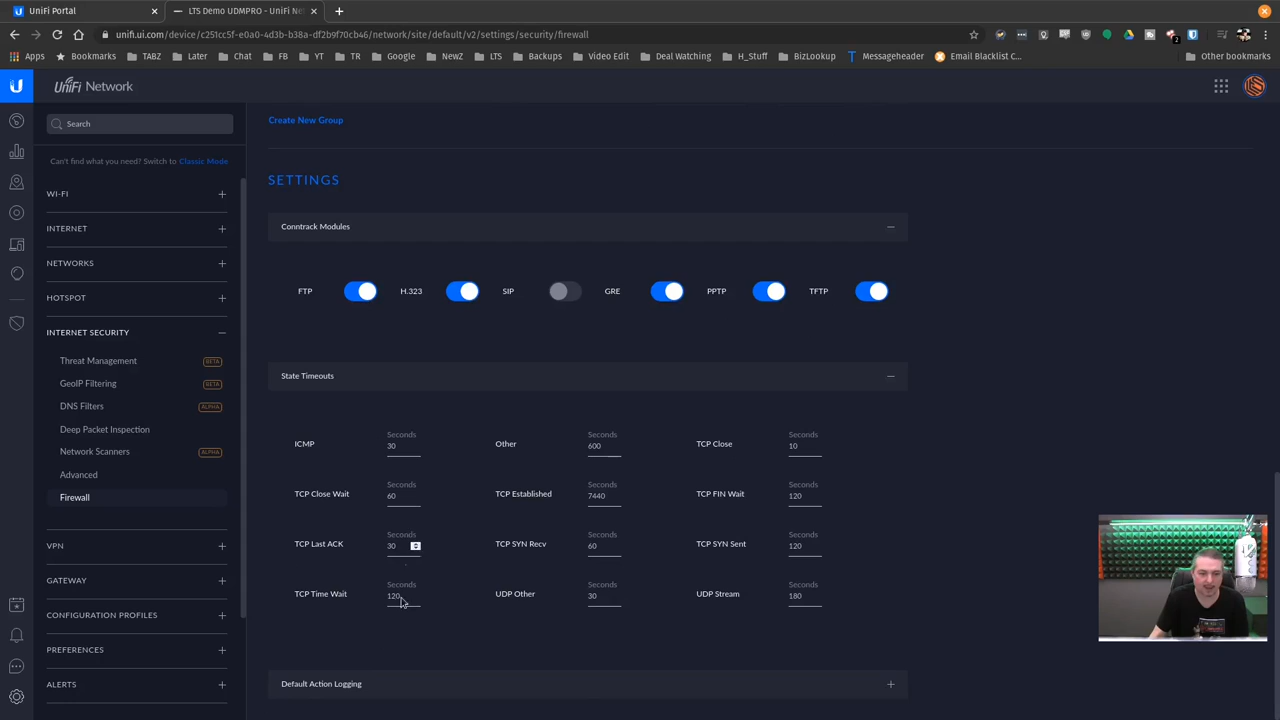 UniFi Portal
LTS Demo UDMPRO - UniFi Ne
unifi.ui.com/device/c251cc5f-e0a0-4d3b-b38a-df2b9f70cb46/network/site/default/v2/settings/security/firewall
Apps Bookmarks TABZ Later Chat FB YT TR Google NewZ LTS Backups Video Edit Deal Watching H_Stuff BizLookup Messageheader Email Blacklist C... Other bookmarks
UniFi Network
Search
Can't find what you need? Switch to Classic Mode
WI-FI
INTERNET
NETWORKS
HOTSPOT
INTERNET SECURITY
Threat Management BETA
GeoIP Filtering BETA
DNS Filters ALPHA
Deep Packet Inspection
Network Scanners ALPHA
Advanced
Firewall
VPN
GATEWAY
CONFIGURATION PROFILES
PREFERENCES
ALERTS
Create New Group
SETTINGS
Conntrack Modules
FTP H.323 SIP GRE PPTP TFTP
State Timeouts
Seconds Seconds Seconds
ICMP 30 Other 600 TCP Close 10
Seconds Seconds Seconds
TCP Close Wait 60 TCP Established 7440 TCP FIN Wait 120
Seconds Seconds Seconds
TCP Last ACK 30 TCP SYN Recv 60 TCP SYN Sent 120
Seconds Seconds Seconds
TCP Time Wait 120 UDP Other 30 UDP Stream 180
Default Action Logging